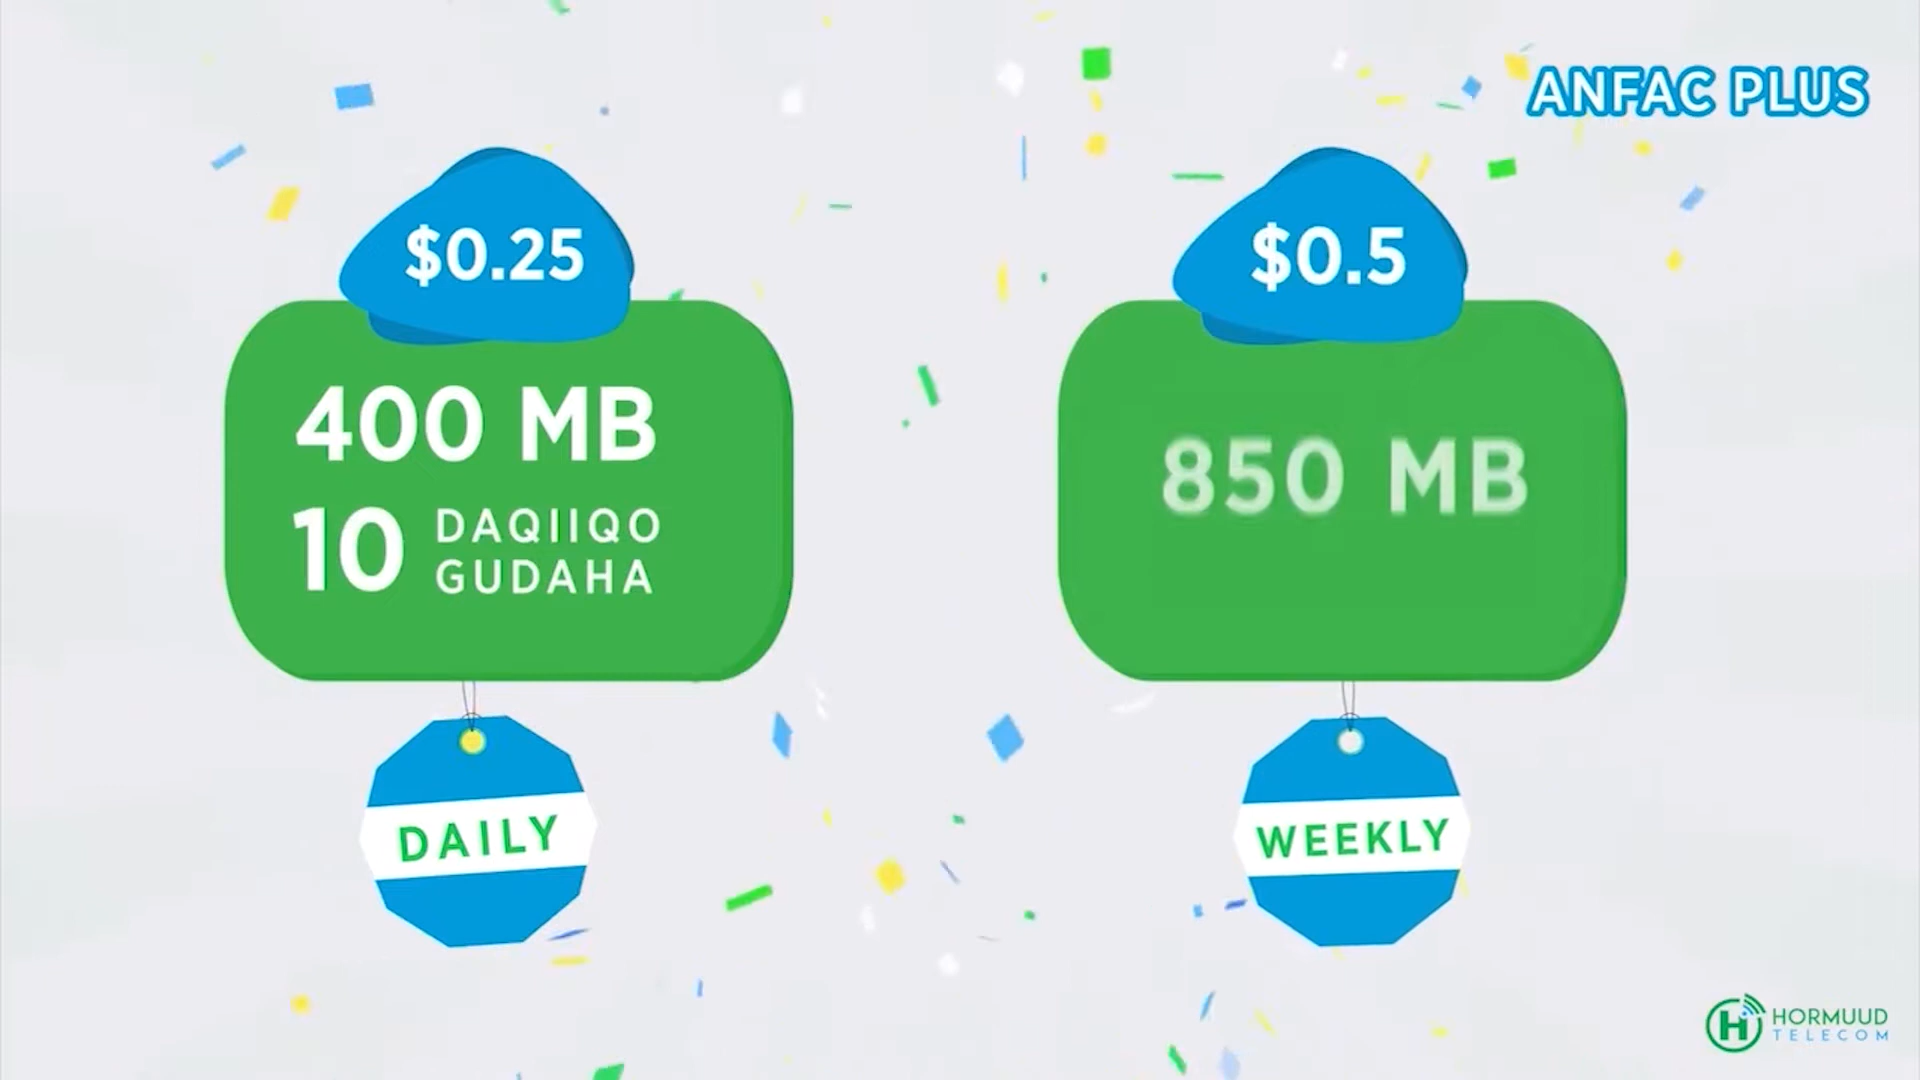 ANFAC PLUS
$0.25
400 MB
10 DAQIIQO
GUDAHA
DAILY
$0.5
850 MB
WEEKLY
HORMUUD
TELECOM